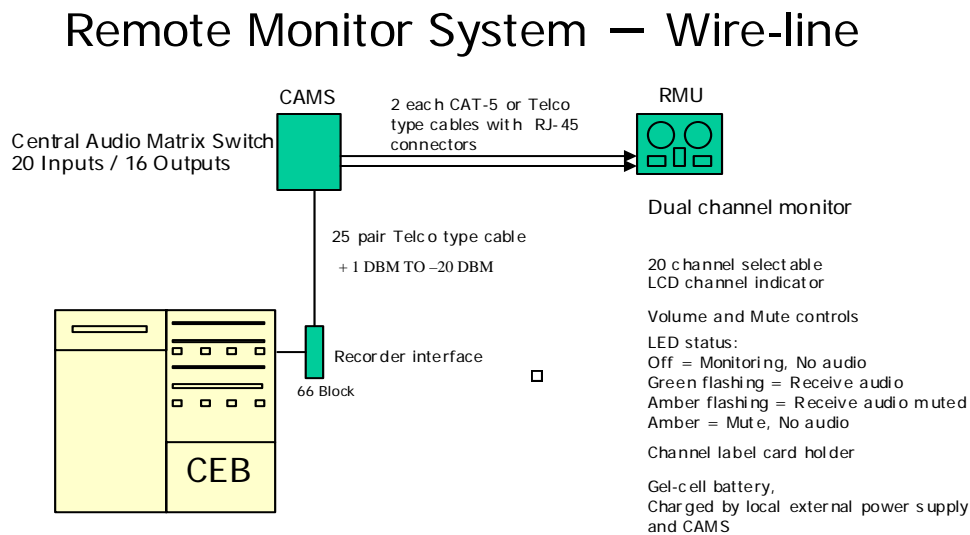 Remote Monitor System — Wire-line
CAMS
Central Audio Matrix Switch
20 Inputs / 16 Outputs
2 each CAT-5 or Telco
type cables with RJ-45
connectors
RMU
Dual channel monitor
25 pair Telco type cable
+ 1 DBM TO –20 DBM
20 channel selectable
LCD channel indicator
Volume and Mute controls
LED status:
Off = Monitoring, No audio
Green flashing = Receive audio
Amber flashing = Receive audio muted
Amber = Mute, No audio
Channel label card holder
Gel-cell battery,
Charged by local external power supply
and CAMS
Recorder interface
66 Block
CEB